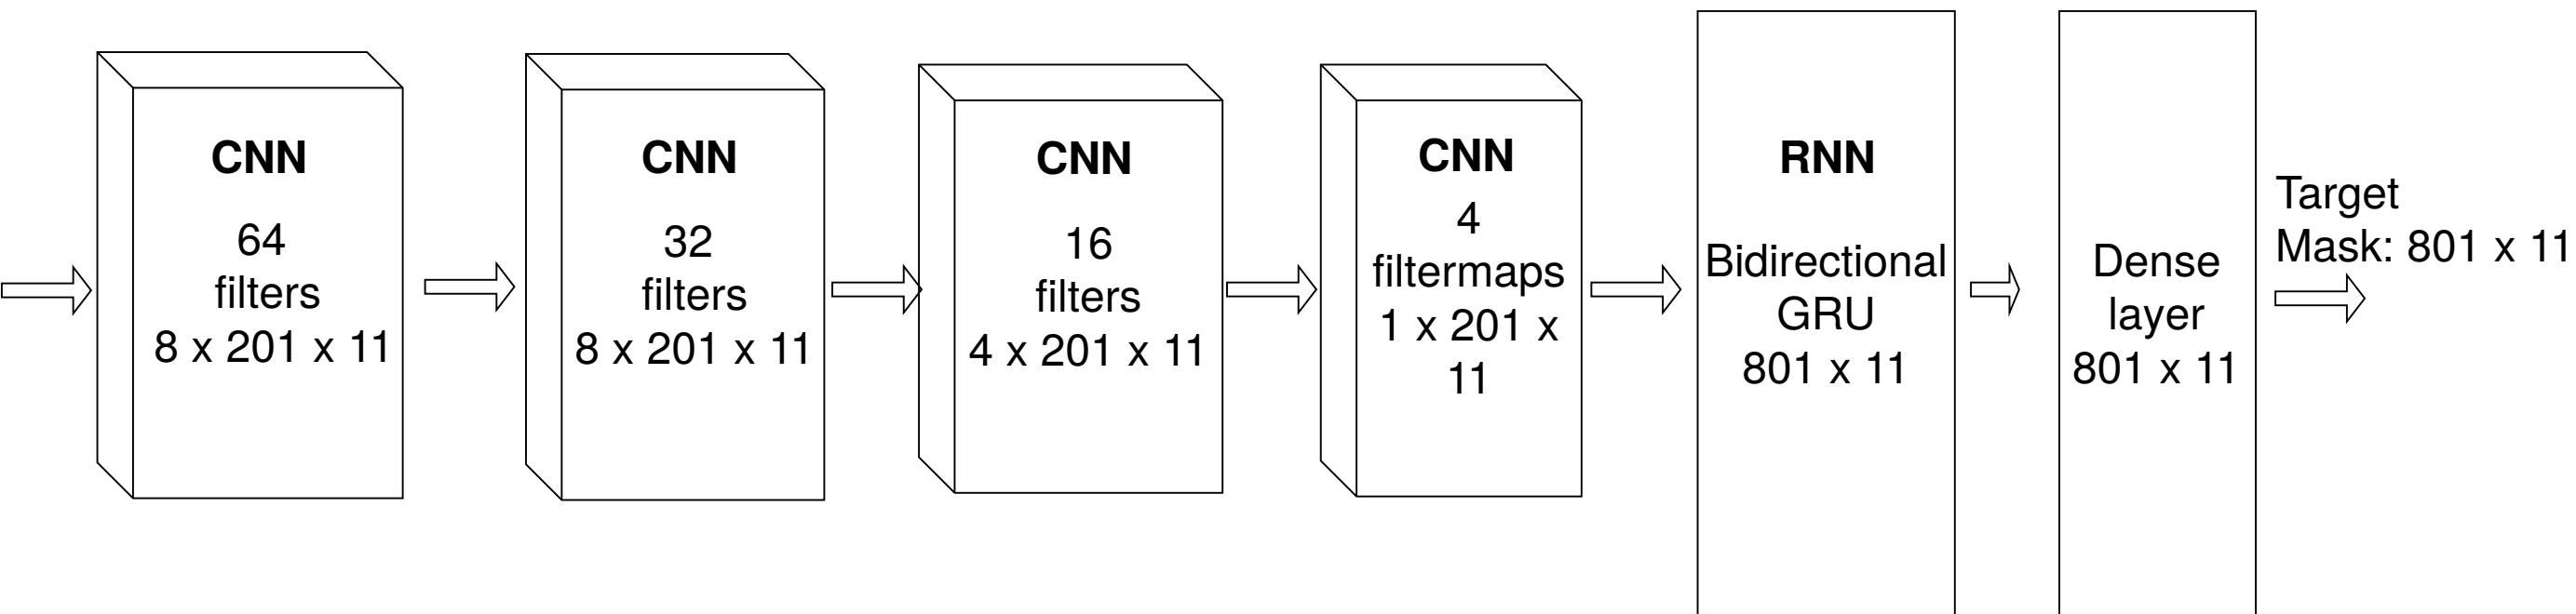 CNN
64
filters
8 x 201 x 11
CNN
32
filters
8 x 201 x 11
CNN
16
filters
4 x 201 x 11
CNN
4
filtermaps
1 x 201 x
11
RNN
Bidirectional
GRU
801 x 11
Dense
layer
801 x 11
Target
Mask: 801 x 11